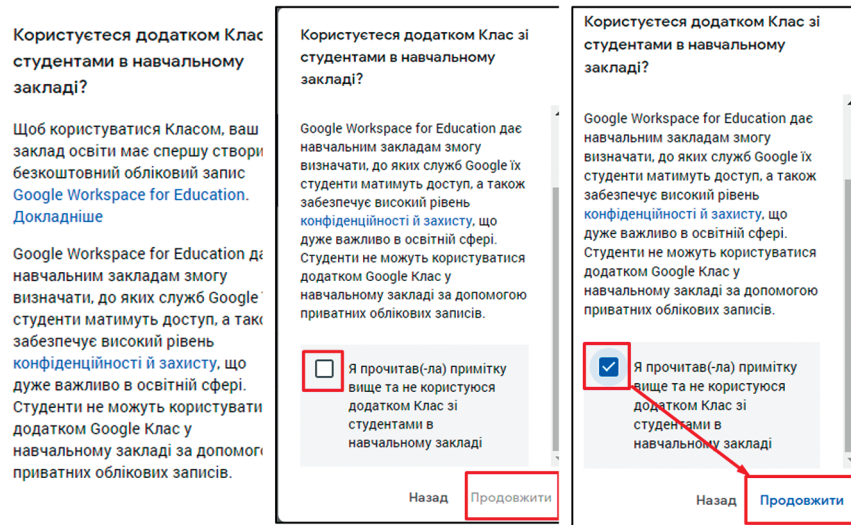 Користуєтеся додатком Клас
студентами в навчальному
закладі?
Щоб користуватися Класом, ваш
заклад освіти має спершу створи
безкоштовний обліковий запис
Google Workspace for Education.
Докладніше
Google Workspace for Education да
навчальним закладам змогу
визначати, до яких служб Google
студенти матимуть доступ, а так
забезпечує високий рівень
конфіденційності й захисту, що
дуже важливо в освітній сфері.
Студенти не можуть користувати
додатком Google Клас у
навчальному закладі за допомог
приватних облікових записів.
Користуєтеся додатком Клас зі
студентами в навчальному
закладі?
Google Workspace for Education дає
навчальним закладам змогу
визначати, до яких служб Google їх
студенти матимуть доступ, а також
забезпечує високий рівень
конфіденційності й захисту, що
дуже важливо в освітній сфері.
Студенти не можуть користуватися
додатком Google Клас у
навчальному закладі за допомогою
приватних облікових записів.
Я прочитав(-ла) примітку
вище та не користуюся
додатком Клас зі
студентами в
навчальному закладі
Назад Продовжити
Користуєтеся додатком Клас зі
студентами в навчальному
закладі?
Google Workspace for Education дає
навчальним закладам змогу
визначати, до яких служб Google їх
студенти матимуть доступ, а також
забезпечує високий рівень
конфіденційності й захисту, що
дуже важливо в освітній сфері.
Студенти не можуть користуватися
додатком Google Клас у
навчальному закладі за допомогою
приватних облікових записів.
Я прочитав(-ла) примітку
вище та не користуюся
додатком Клас зі
студентами в
навчальному закладі
Назад Продовжити